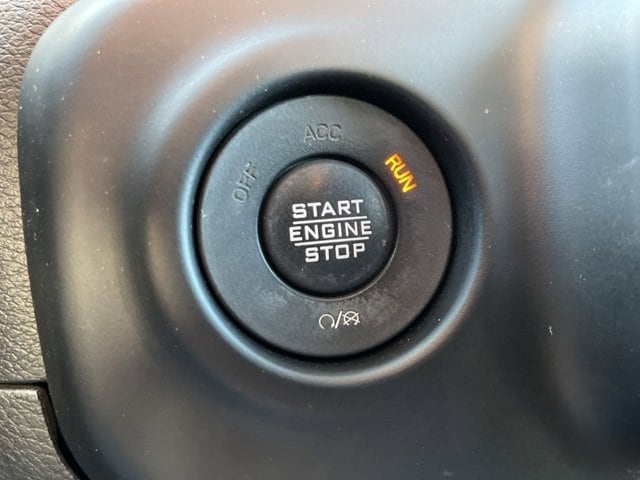 ACC
OFF
RUN
START
ENGINE
STOP